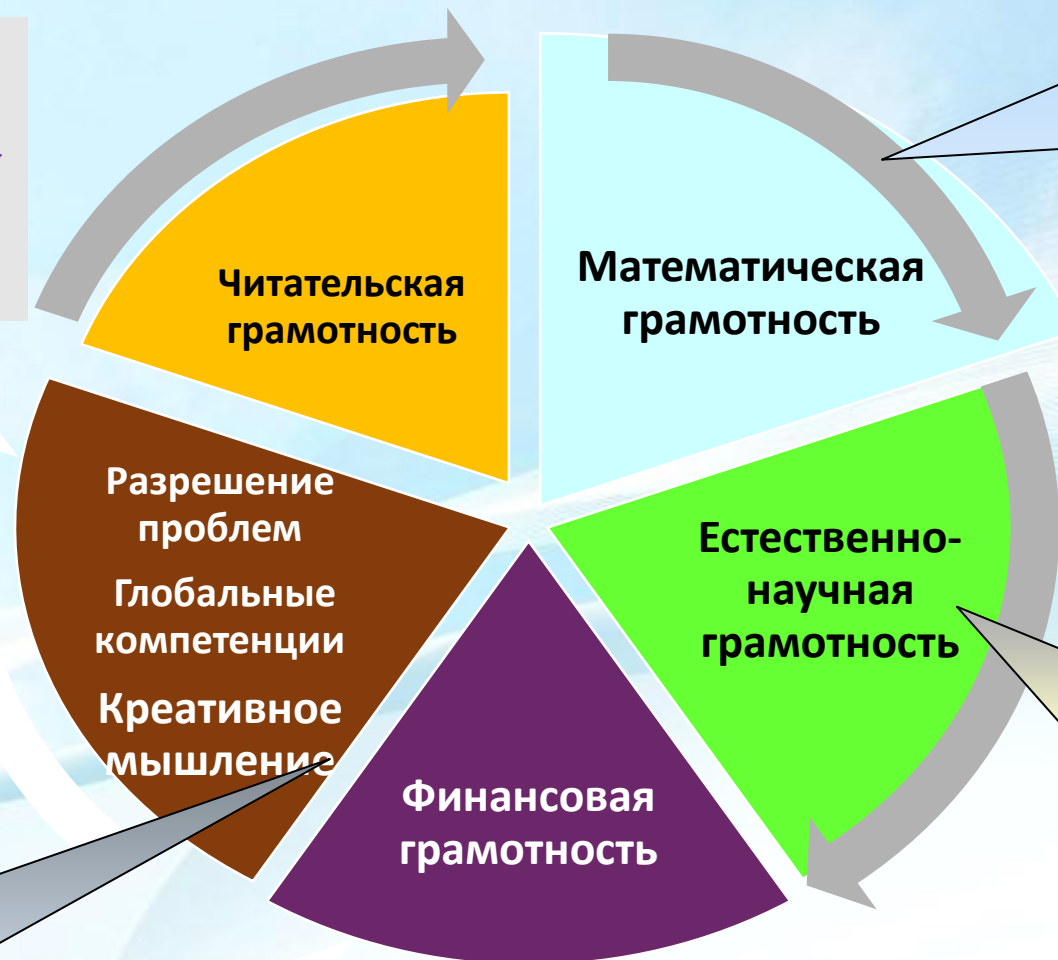 Читательская
грамотность
Математическая
грамотность
Естественно-
научная
грамотность
Финансовая
грамотность
Разрешение
проблем
Глобальные
компетенции
Креативное
мышление